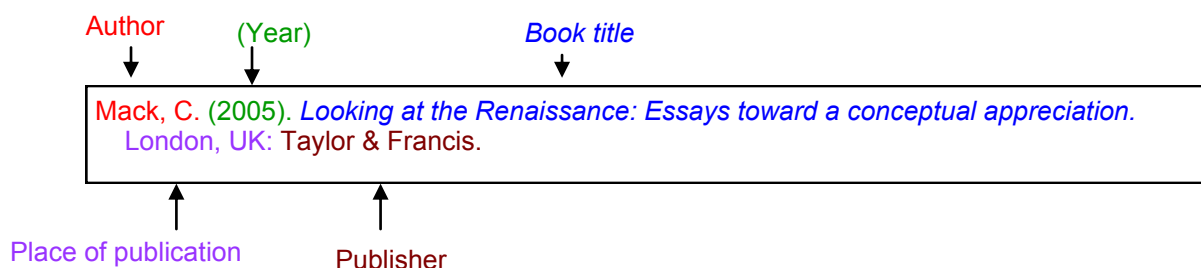 Author (Year) Book title
Mack, C. (2005). Looking at the Renaissance: Essays toward a conceptual appreciation.
London, UK: Taylor & Francis.
Place of publication Publisher